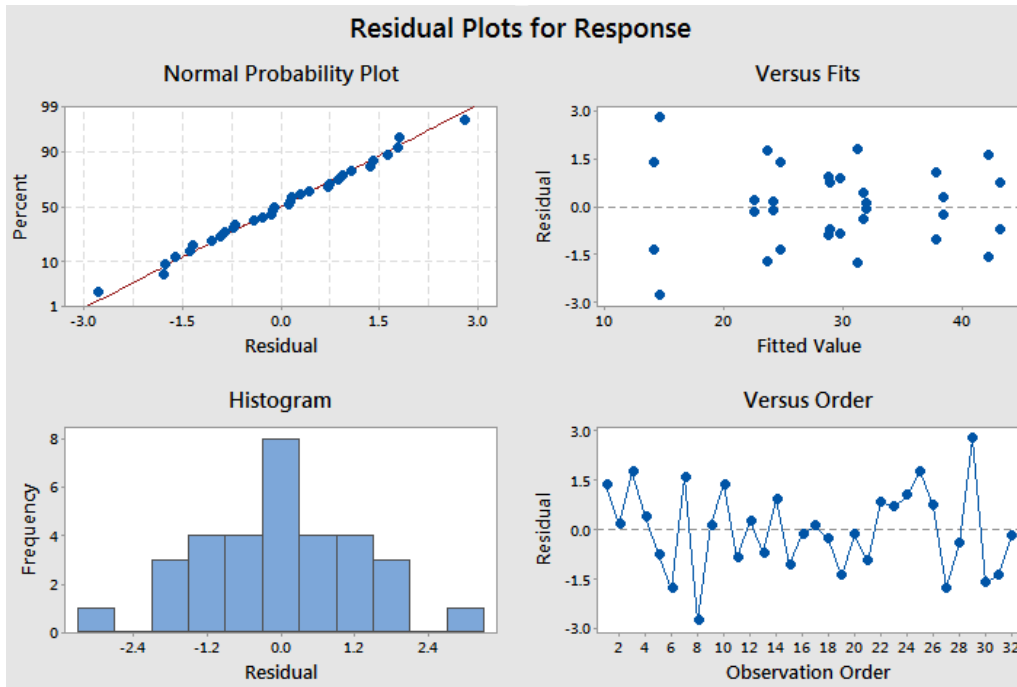 Residual Plots for Response
Normal Probability Plot
Percent
99
90
50
10
1
-3.0 -1.5 0.0 1.5 3.0
Residual
Versus Fits
Residual
3.0
1.5
0.0
-1.5
-3.0
10 20 30 40
Fitted Value
Histogram
Frequency
8
6
4
2
0
-2.4 -1.2 0.0 1.2 2.4
Residual
Versus Order
Residual
3.0
1.5
0.0
-1.5
-3.0
2 4 6 8 10 12 14 16 18 20 22 24 26 28 30 32
Observation Order